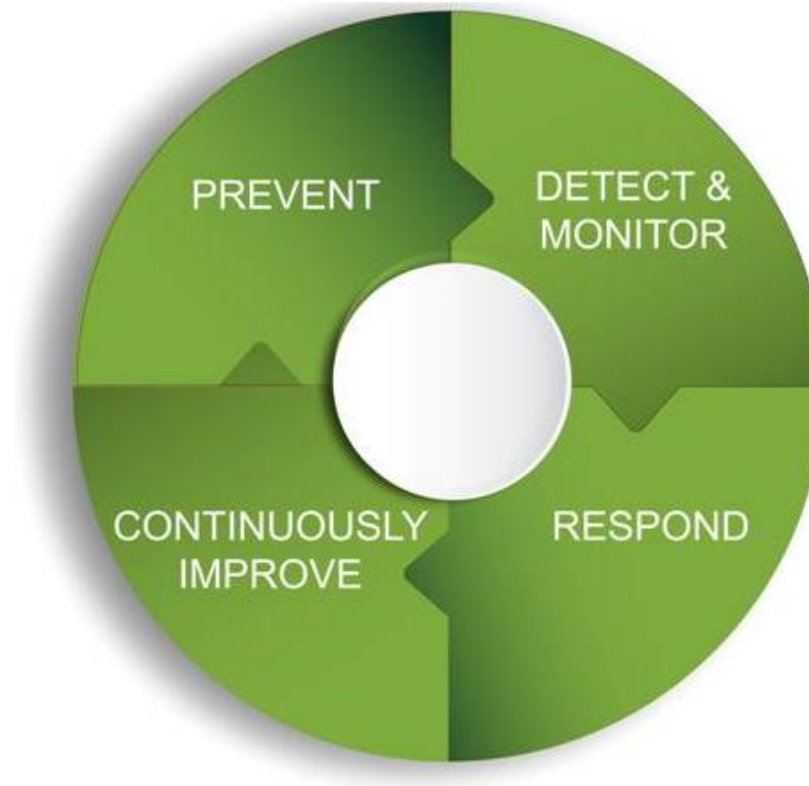 PREVENT
DETECT &
MONITOR
CONTINUOUSLY
IMPROVE
RESPOND